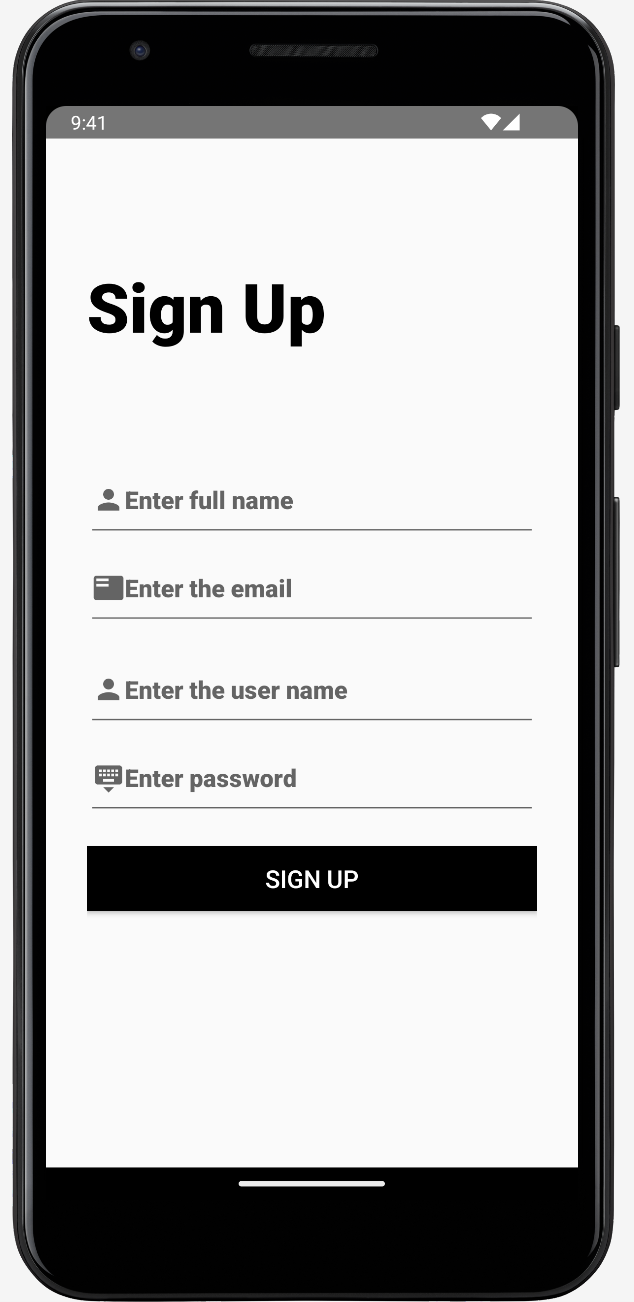 9:41
Sign Up
Enter full name
Enter the email
Enter the user name
Enter password
SIGN UP